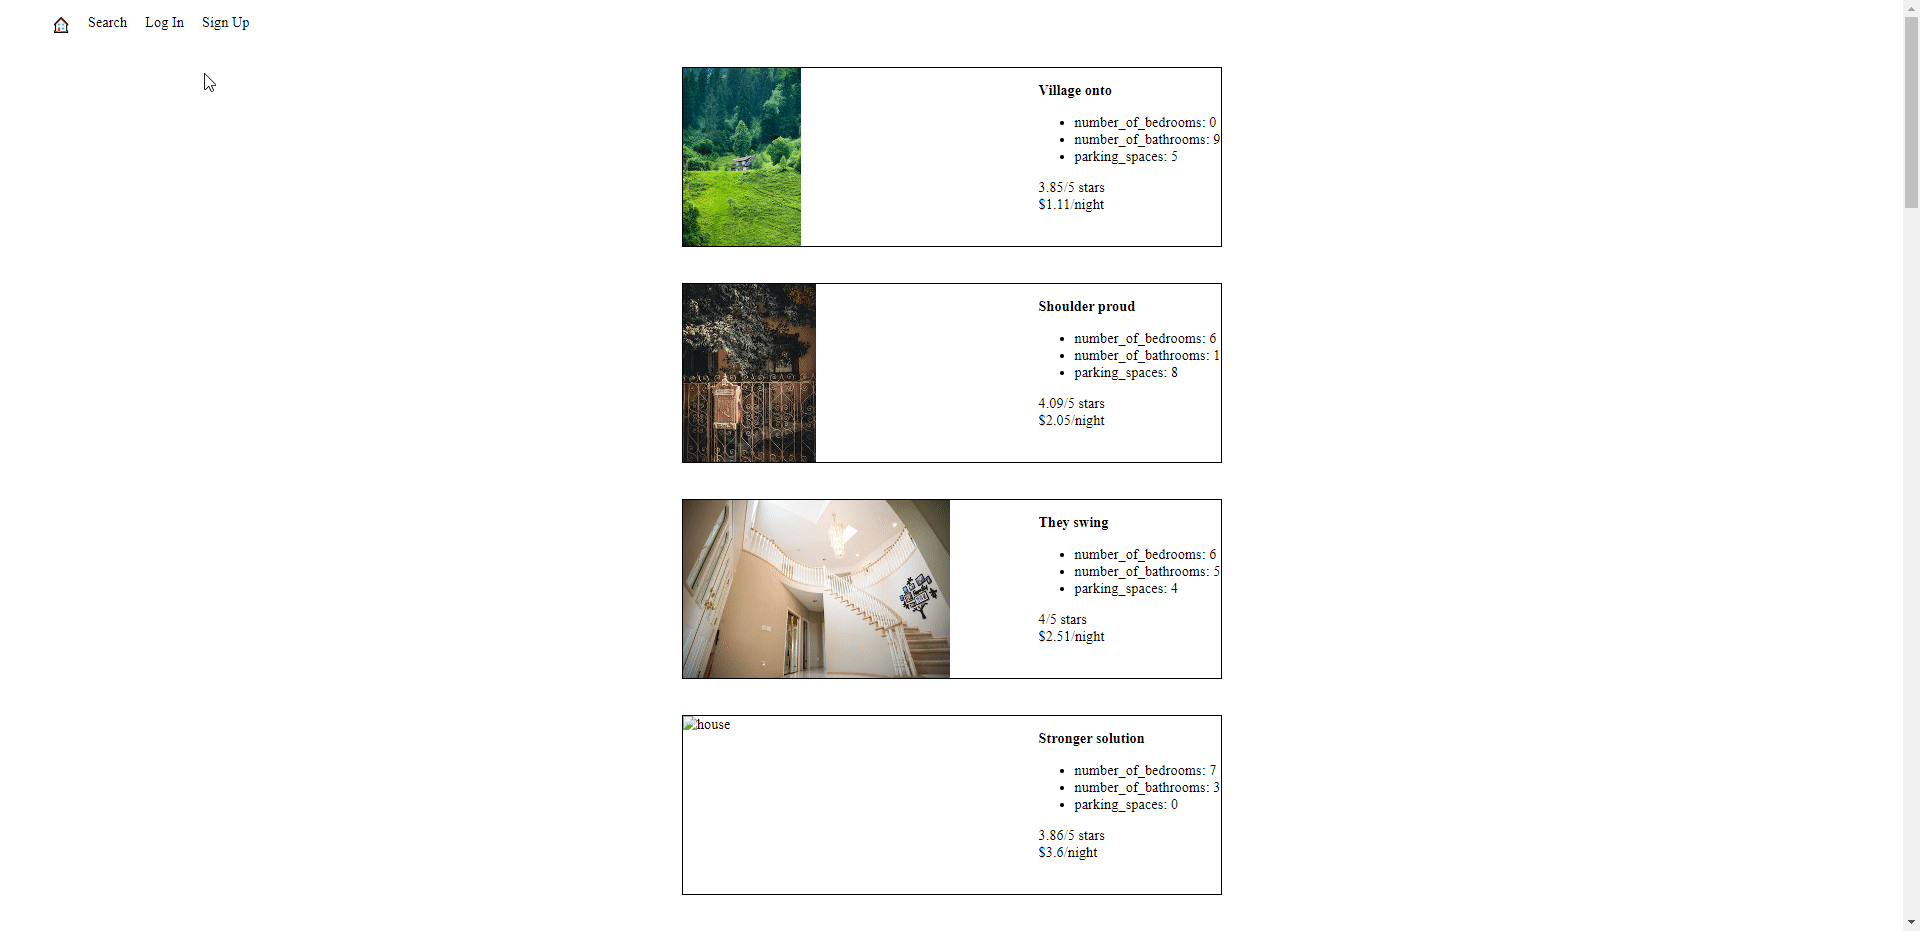 Search Log In Sign Up
Village onto
number_of_bedrooms: 0
number_of_bathrooms: 9
parking_spaces: 5
3.85/5 stars
$1.11/night
Shoulder proud
number_of_bedrooms: 6
number_of_bathrooms: 1
parking_spaces: 8
4.09/5 stars
$2.05/night
They swing
number_of_bedrooms: 6
number_of_bathrooms: 5
parking_spaces: 4
4/5 stars
$2.51/night
house
Stronger solution
number_of_bedrooms: 7
number_of_bathrooms: 3
parking_spaces: 0
3.86/5 stars
$3.6/night